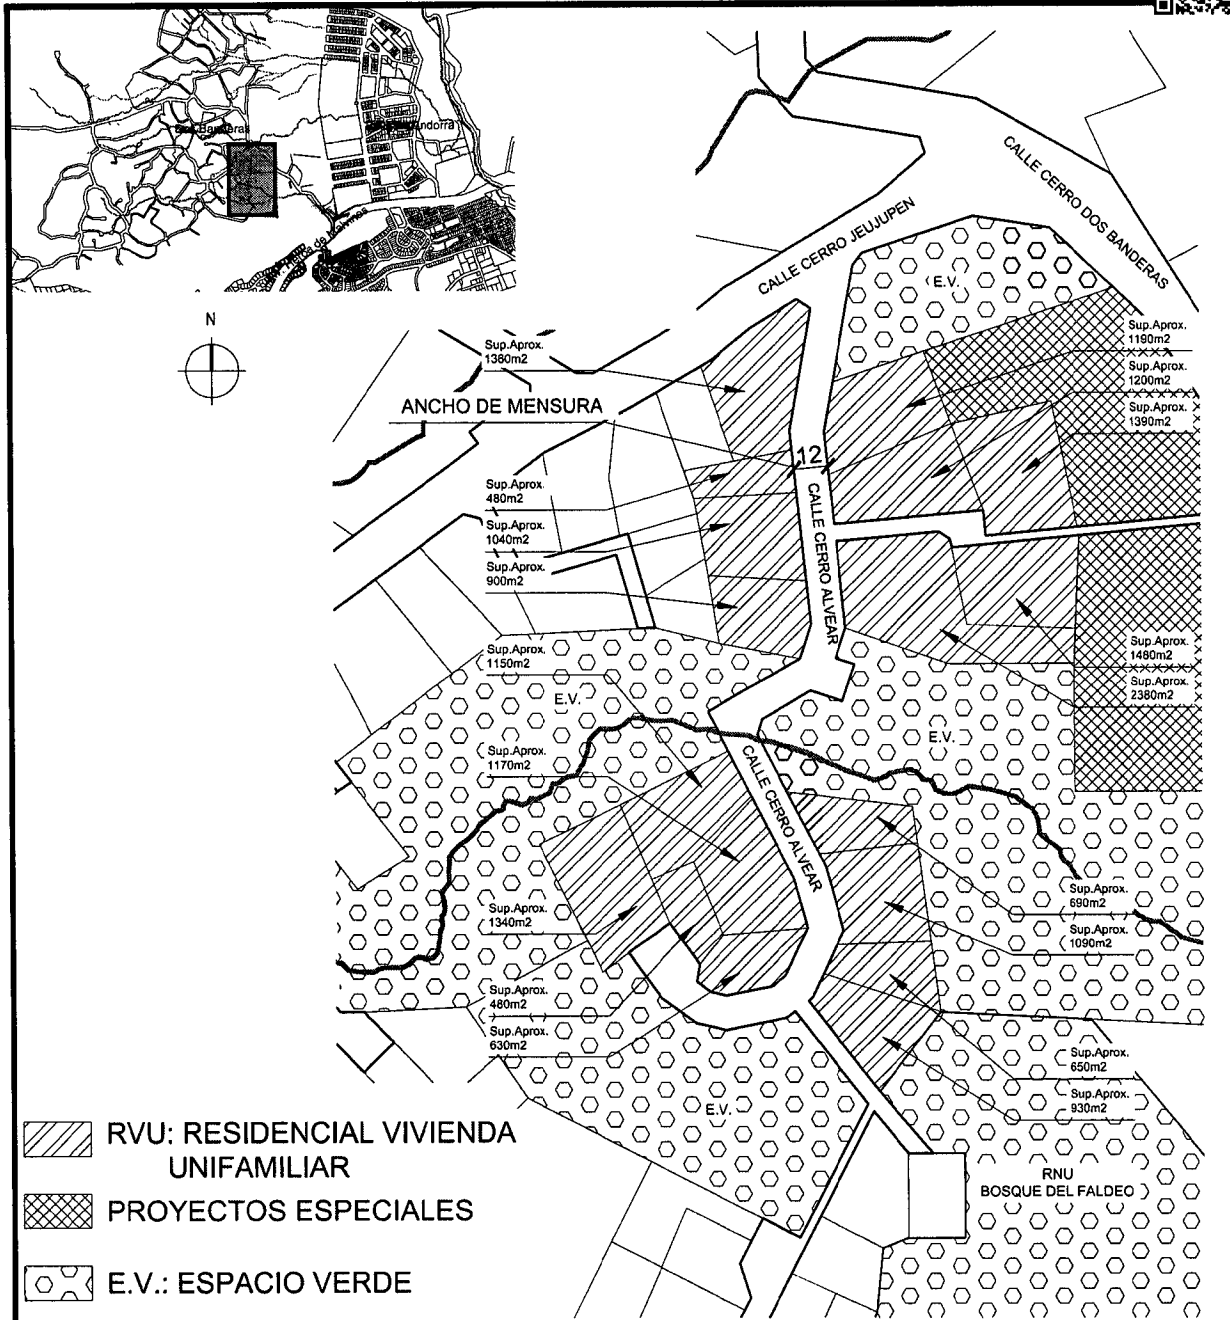 Dos Banderas
N
CALLE CERRO DOS BANDERAS
CALLE CERRO JEUJUPEN
E.V.
Sup.Aprox.
1190m2
Sup.Aprox.
1200m2
Sup.Aprox.
1390m2
Sup.Aprox.
1360m2
ANCHO DE MENSURA
12
Sup.Aprox.
480m2
Sup.Aprox.
1040m2
Sup.Aprox.
900m2
CALLE CERRO ALVEAR
Sup.Aprox.
1460m2
Sup.Aprox.
2380m2
Sup.Aprox.
1150m2
E.V.
E.V.
Sup.Aprox.
1170m2
CALLE CERRO ALVEAR
Sup.Aprox.
1340m2
Sup.Aprox.
690m2
Sup.Aprox.
1090m2
Sup.Aprox.
480m2
Sup.Aprox.
630m2
Sup.Aprox.
650m2
Sup.Aprox.
930m2
E.V.
RNU
BOSQUE DEL FALDEO
RVU: RESIDENCIAL VIVIENDA
UNIFAMILIAR
PROYECTOS ESPECIALES
E.V.: ESPACIO VERDE